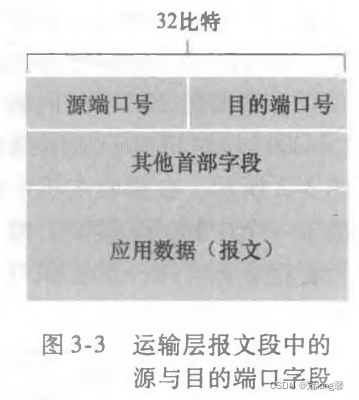 32比特
源端口号 目的端口号
其他首部字段
应用数据（报文）
图 3-3 运输层报文段中的
源与目的端口字段